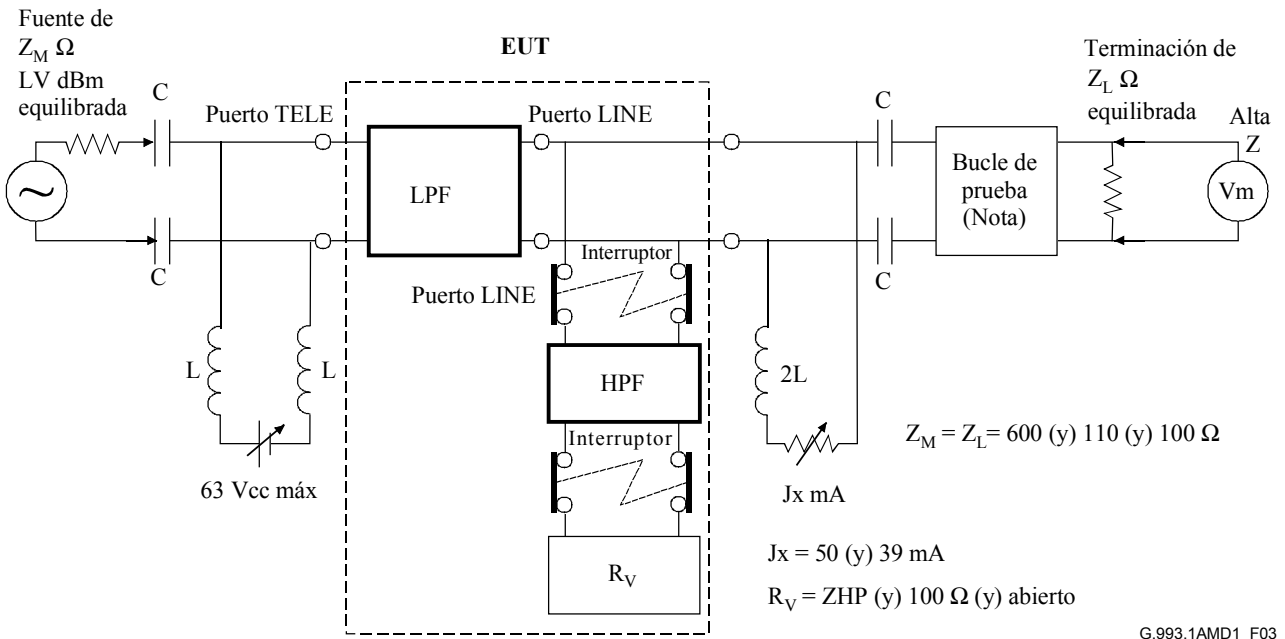 Fuente de
Z_M Ω
LV dBm
equilibrada
C
C
Puerto TELE
EUT
LPF
Puerto LINE
Terminación de
Z_L Ω
equilibrada
Alta
Z
Vm
C
C
Bucle de
prueba
(Nota)
Interruptor
Puerto LINE
L
L
63 Vcc máx
HPF
Interruptor
R_V
2L
Jx mA
Z_M = Z_L= 600 (y) 110 (y) 100 Ω
Jx = 50 (y) 39 mA
R_V = ZHP (y) 100 Ω (y) abierto
G.993.1AMD1_F03